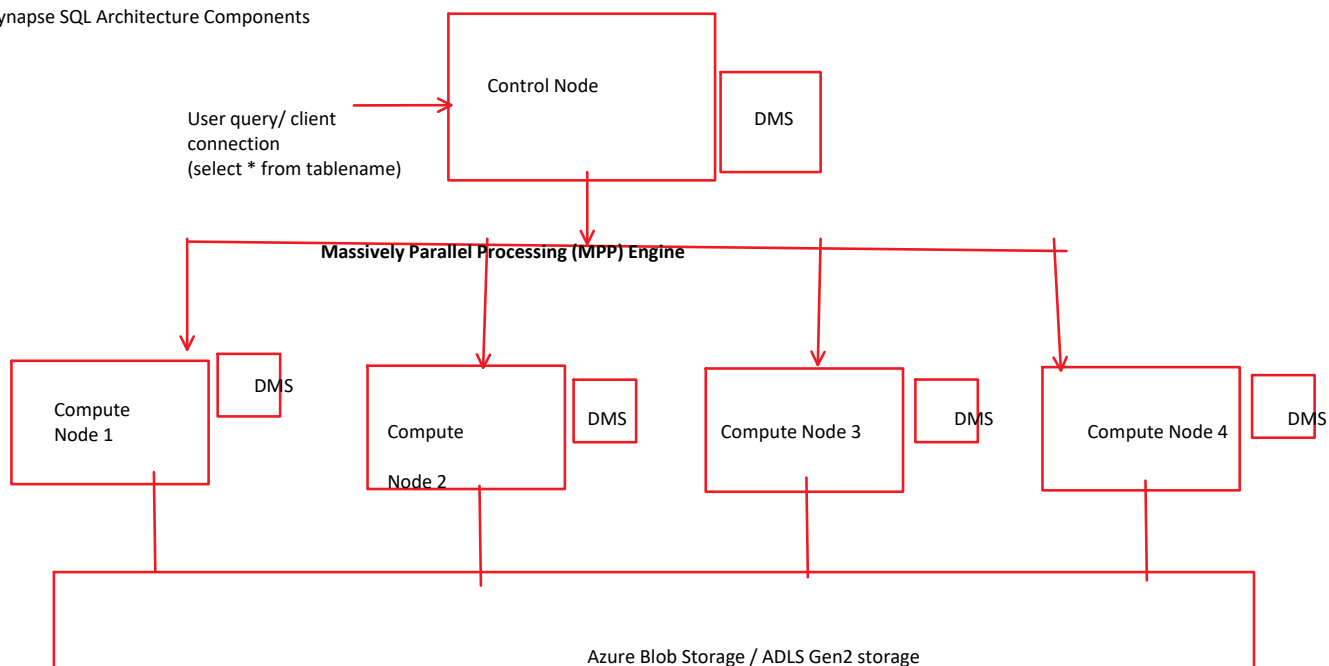 ynapse SQL Architecture Components
Control Node
DMS
User query/ client
connection
(select * from tablename)
Massively Parallel Processing (MPP) Engine
Compute
Node 1
DMS
Compute
Node 2
DMS
Compute Node 3
DMS
Compute Node 4
DMS
Azure Blob Storage / ADLS Gen2 storage